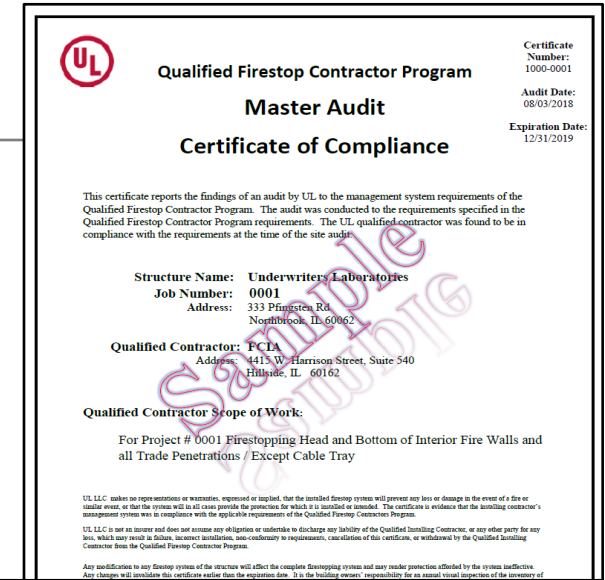 UL
Certificate
Number:
1000-0001
Qualified Firestop Contractor Program
Audit Date:
08/03/2018
Master Audit
Expiration Date:
12/31/2019
Certificate of Compliance
This certificate reports the findings of an audit by UL to the management system requirements of the
Qualified Firestop Contractor Program. The audit was conducted to the requirements specified in the
Qualified Firestop Contractor Program requirements. The UL qualified contractor was found to be in
compliance with the requirements at the time of the site audit.
Structure Name: Underwriters Laboratories
Job Number: 0001
Address: 333 Pfingsten Rd
Northbrook, IL 60062
Qualified Contractor: FCIA
Address: 4415 W. Harrison Street, Suite 540
Hillside, IL 60162
Sample
Sample
Qualified Contractor Scope of Work:
For Project # 0001 Firestopping Head and Bottom of Interior Fire Walls and
all Trade Penetrations / Except Cable Tray
UL LLC makes no representations or warranties, expressed or implied, that the installed firestop system will prevent any loss or damage in the event of a fire or
similar event, or that the system will in all cases provide the protection for which it is installed or intended. The certificate is evidence that the installing contractor's
management system was in compliance with the applicable requirements of the Qualified Firestop Contractors Program.
UL LLC is not an insurer and does not assume any obligation or undertake to discharge any liability of the Qualified Installing Contractor, or any other party for any
loss, which may result in failure, incorrect installation, non-conformity to requirements, cancellation of this certificate, or withdrawal by the Qualified Installing
Contractor from the Qualified Firestop Contractor Program.
Any modification to any firestop system of the structure will affect the complete firestopping system and may render protection afforded by the system ineffective.
Any changes will invalidate this certificate earlier than the expiration date. It is the building owners' responsibility for an annual visual inspection of the inventory of